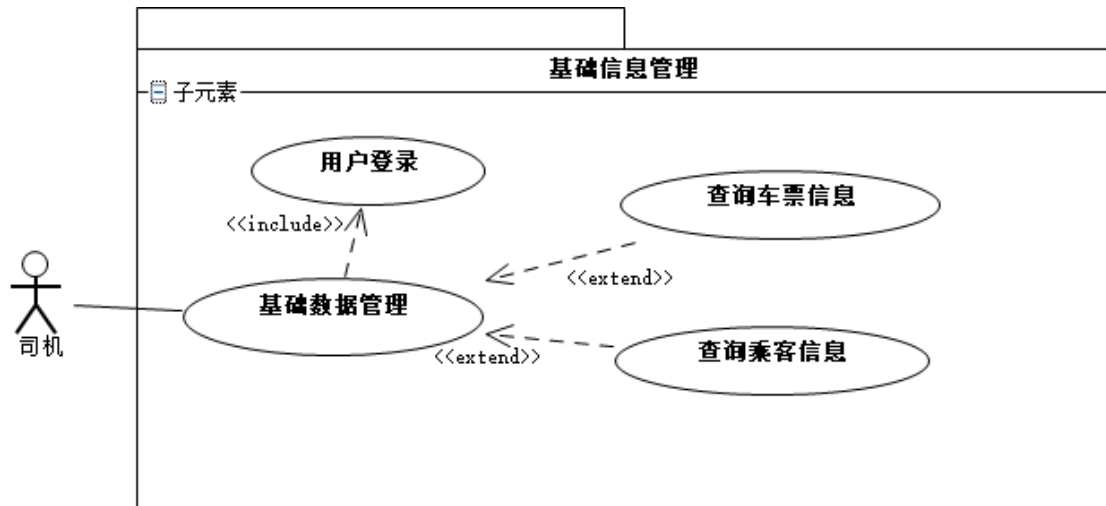 基础信息管理
子元素
用户登录
<<include>>
查询车票信息
<<extend>>
基础数据管理
司机
<<extend>>
查询乘客信息